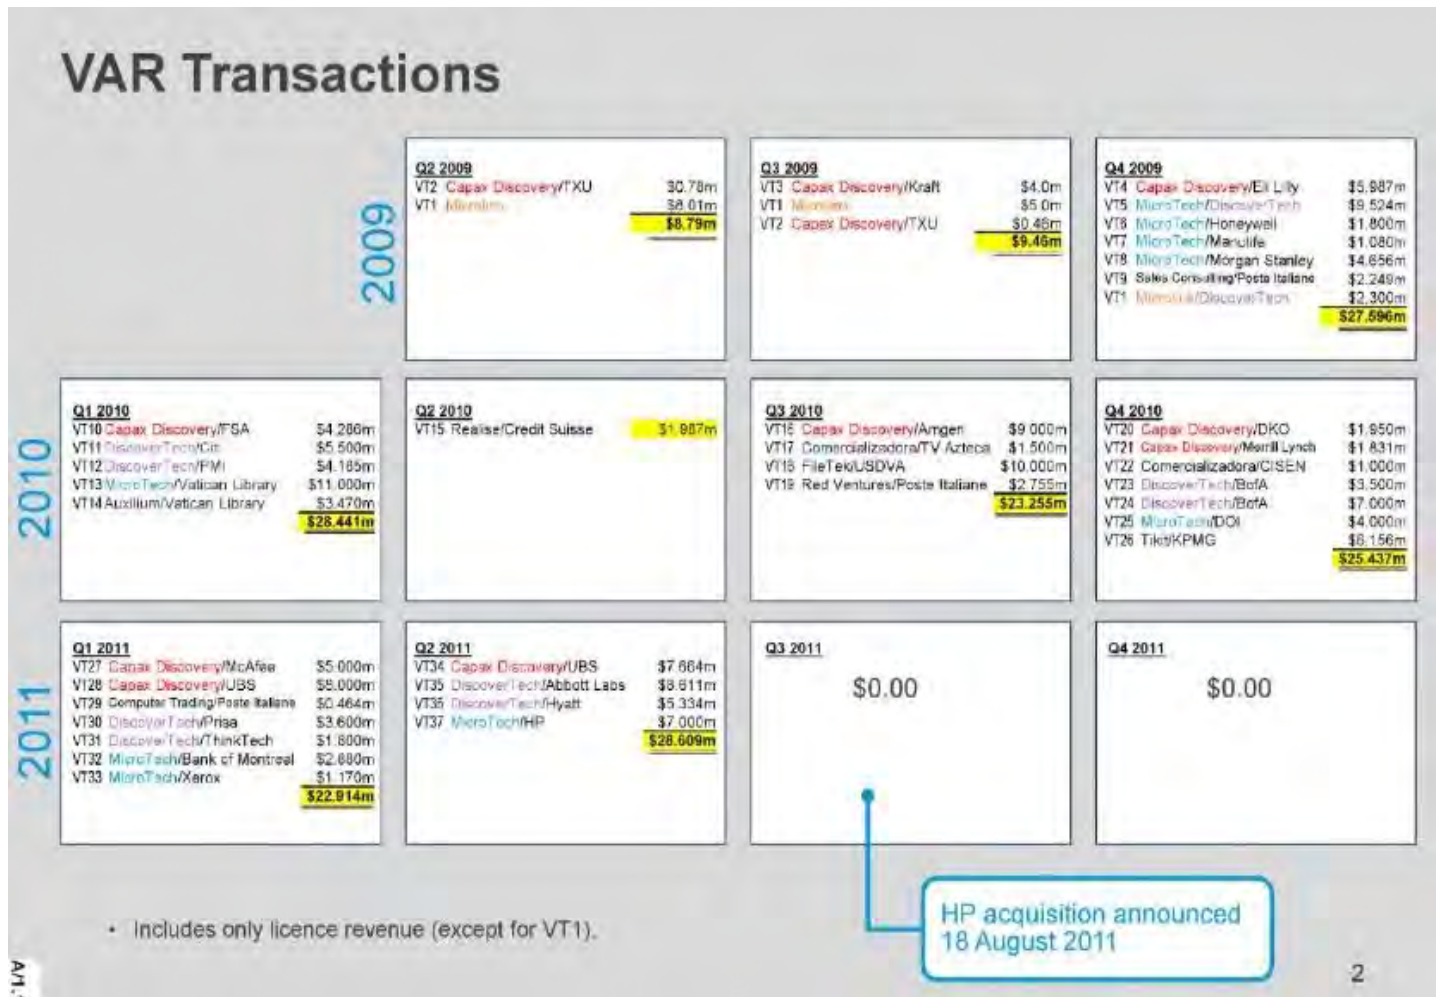 VAR Transactions
2009
Q2 2009
VT2 Capax Discovery/TXU $0.78m
VT1 Microlink $8.01m
$8.79m
Q3 2009
VT3 Capax Discovery/Kraft $4.0m
VT1 $5.0m
VT2 Capax Discovery/TXU $0.46m
$9.46m
Q4 2009
VT4 Capax Discovery/Eli Lilly $5.987m
VT5 MicroTech/DiscoverTech $9.524m
VT6 MicroTech/Honeywell $1.800m
VT7 MicroTech/Manulife $1.080m
VT8 MicroTech/Morgan Stanley $4.656m
VT9 Sales Consulting/Poste Italiane $2.249m
VT1 Microlink/DiscoverTech $2.300m
$27.596m
2010
Q1 2010
VT10 Capax Discovery/FSA $4.286m
VT11 DiscoverTech/Citi $5.500m
VT12 DiscoverTech/PMI $4.185m
VT13 MicroTech/Vatican Library $11.000m
VT14 Auxilium/Vatican Library $3.470m
$28.441m
Q2 2010
VT15 Realise/Credit Suisse $1.987m
Q3 2010
VT16 Capax Discovery/Amgen $9.000m
VT17 Comercializadora/TV Azteca $1.500m
VT18 FileTek/USDVA $10.000m
VT19 Red Ventures/Poste Italiane $2.755m
$23.255m
Q4 2010
VT20 Capax Discovery/DKO $1.950m
VT21 Capax Discovery/Merrill Lynch $1.831m
VT22 Comercializadora/CISEN $1.000m
VT23 DiscoverTech/BofA $3.500m
VT24 DiscoverTech/BofA $7.000m
VT25 MicroTech/DOI $4.000m
VT26 Tikit/KPMG $6.156m
$25.437m
2011
Q1 2011
VT27 Capax Discovery/McAfee $5.000m
VT28 Capax Discovery/UBS $8.000m
VT29 Computer Trading/Poste Italiane $0.464m
VT30 DiscoverTech/Prisa $3.600m
VT31 DiscoverTech/ThinkTech $1.800m
VT32 MicroTech/Bank of Montreal $2.880m
VT33 MicroTech/Xerox $1.170m
$22.914m
Q2 2011
VT34 Capax Discovery/UBS $7.664m
VT35 DiscoverTech/Abbott Labs $8.611m
VT36 DiscoverTech/Hyatt $5.334m
VT37 MicroTech/HP $7.000m
$28.609m
Q3 2011
$0.00
Q4 2011
$0.00
HP acquisition announced
18 August 2011
• Includes only licence revenue (except for VT1).
2